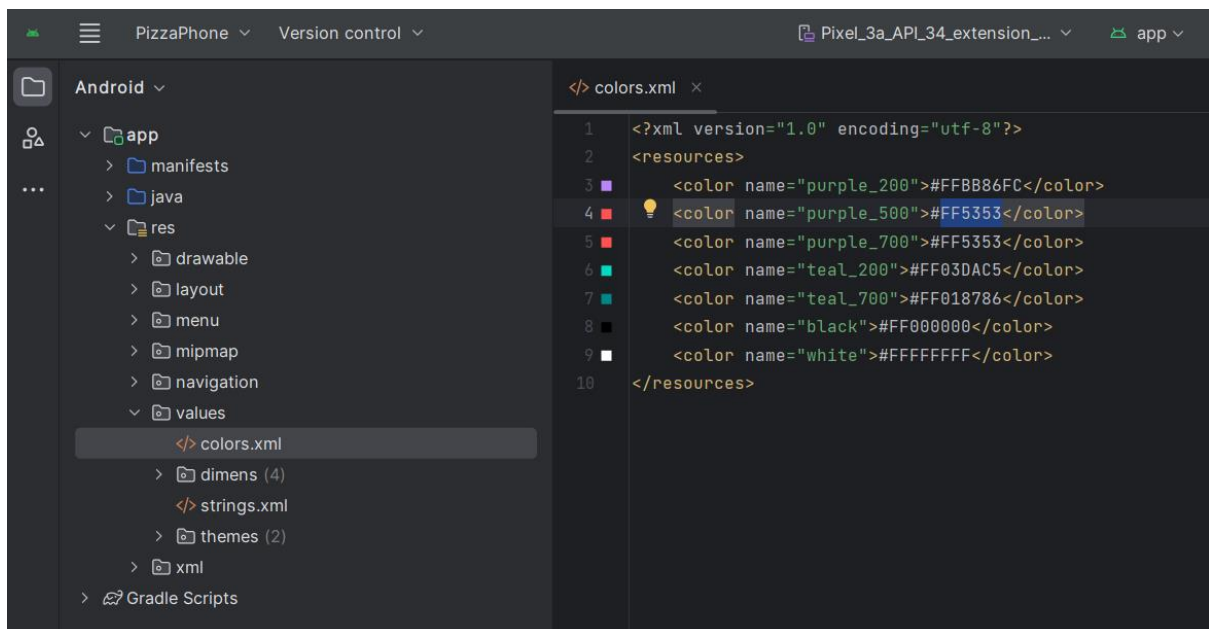 PizzaPhone Version control Pixel_3a_API_34_extension_... app
Android
app
manifests
java
res
drawable
layout
menu
mipmap
navigation
values
colors.xml
dimens (4)
strings.xml
themes (2)
xml
Gradle Scripts
</> colors.xml
1 <?xml version="1.0" encoding="utf-8"?>
2 <resources>
3 <color name="purple_200">#FFBB86FC</color>
4 <color name="purple_500">#FF5353</color>
5 <color name="purple_700">#FF5353</color>
6 <color name="teal_200">#FF03DAC5</color>
7 <color name="teal_700">#FF018786</color>
8 <color name="black">#FF000000</color>
9 <color name="white">#FFFFFFFF</color>
10 </resources>